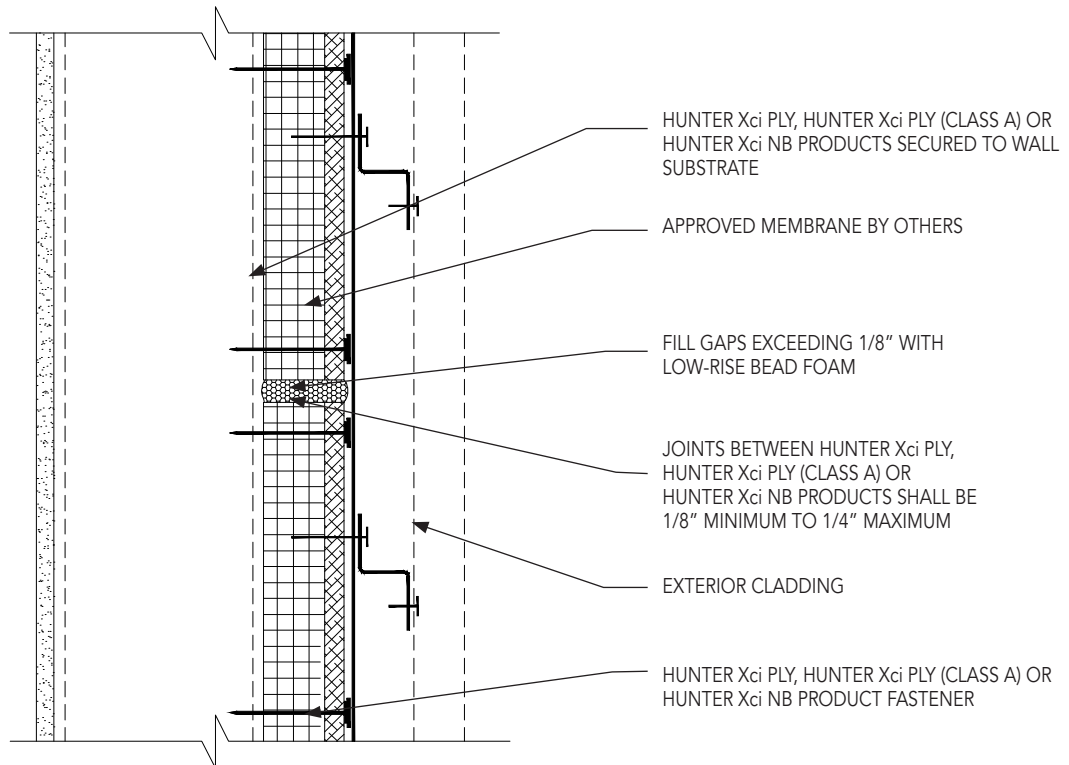 HUNTER Xci PLY, HUNTER Xci PLY (CLASS A) OR
HUNTER Xci NB PRODUCTS SECURED TO WALL
SUBSTRATE
APPROVED MEMBRANE BY OTHERS
FILL GAPS EXCEEDING 1/8” WITH
LOW-RISE BEAD FOAM
JOINTS BETWEEN HUNTER Xci PLY,
HUNTER Xci PLY (CLASS A) OR
HUNTER Xci NB PRODUCTS SHALL BE
1/8” MINIMUM TO 1/4” MAXIMUM
EXTERIOR CLADDING
HUNTER Xci PLY, HUNTER Xci PLY (CLASS A) OR
HUNTER Xci NB PRODUCT FASTENER